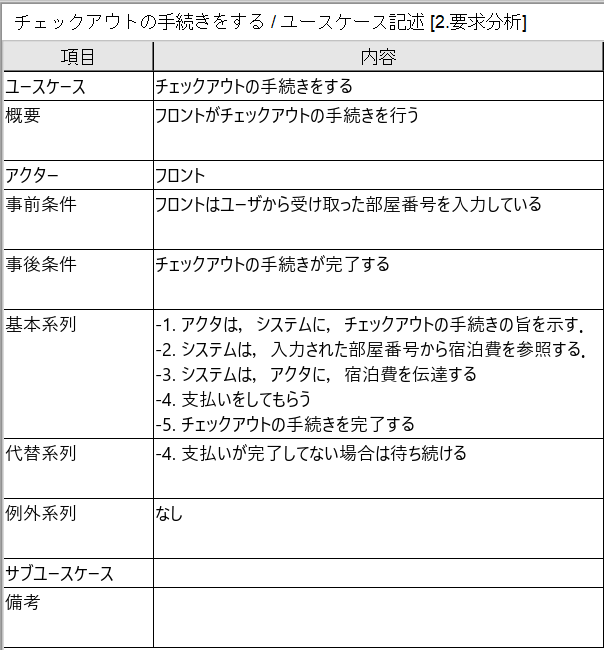 チェックアウトの手続きをする / ユースケース記述 [2.要求分析]
項目 内容
ユースケース チェックアウトの手続きをする
概要 フロントがチェックアウトの手続きを行う
アクター フロント
事前条件 フロントはユーザから受け取った部屋番号を入力している
事後条件 チェックアウトの手続きが完了する
基本系列 -1. アクタは，システムに，チェックアウトの手続きの旨を示す．
-2. システムは，入力された部屋番号から宿泊費を参照する．
-3. システムは，アクタに，宿泊費を伝達する
-4. 支払いをしてもらう
-5. チェックアウトの手続きを完了する
代替系列 -4. 支払いが完了してない場合は待ち続ける
例外系列 なし
サブユースケース
備考